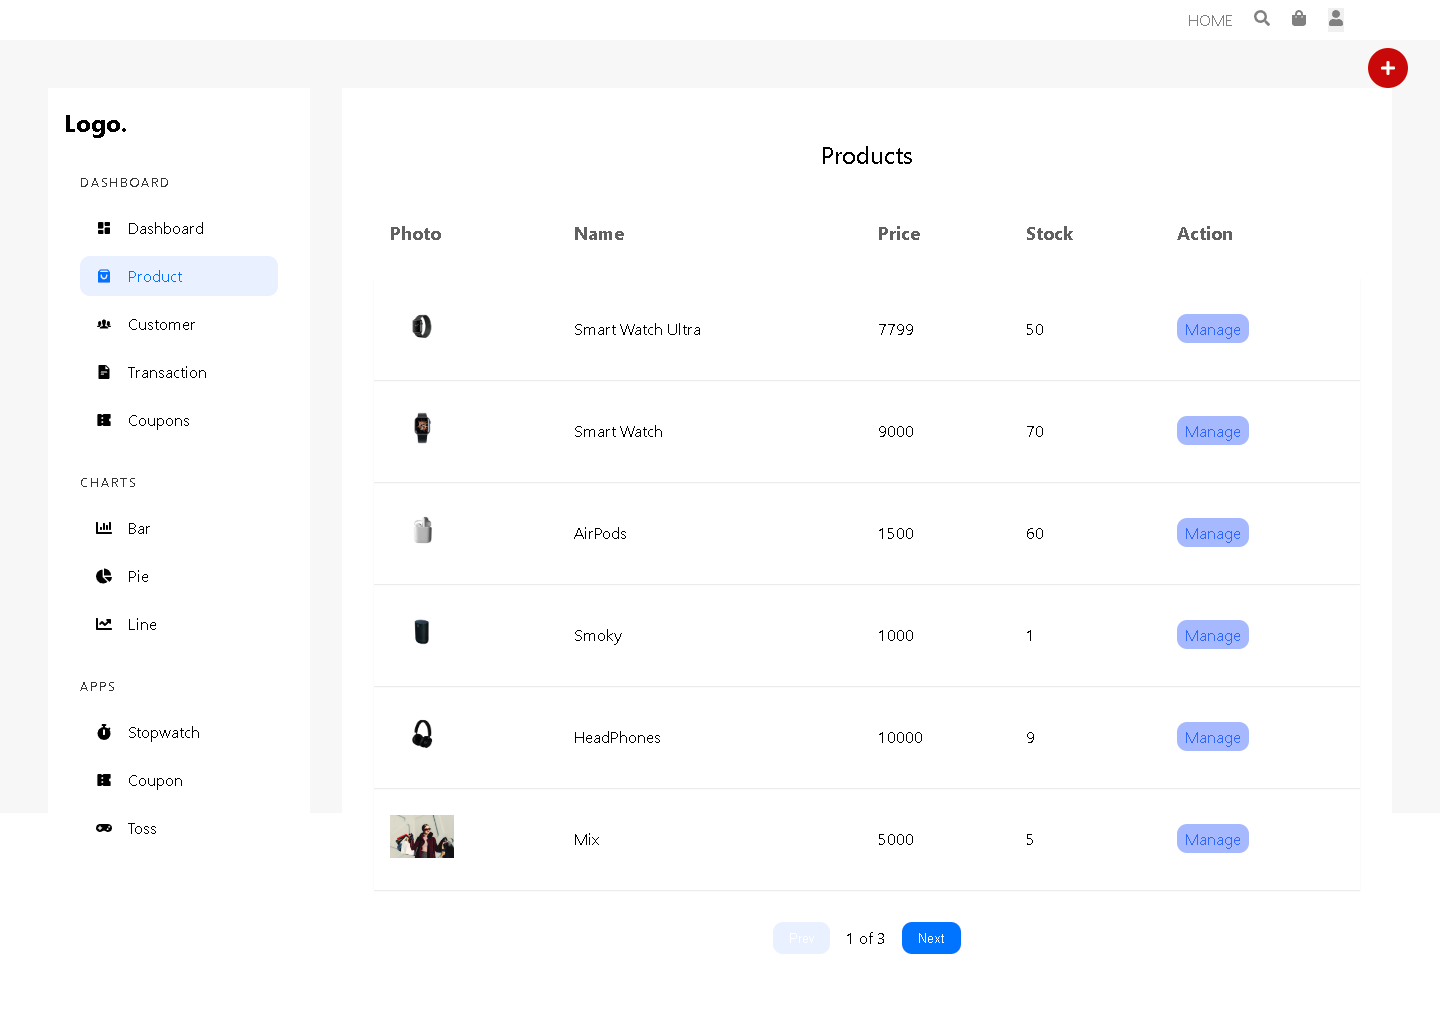 HOME
Logo.
DASHBOARD
Dashboard
Product
Customer
Transaction
Coupons
CHARTS
Bar
Pie
Line
APPS
Stopwatch
Coupon
Toss
Products
Photo Name Price Stock Action
Smart Watch Ultra 7799 50 Manage
Smart Watch 9000 70 Manage
AirPods 1500 60 Manage
Smoky 1000 1 Manage
HeadPhones 10000 9 Manage
Mix 5000 5 Manage
Prev 1 of 3 Next